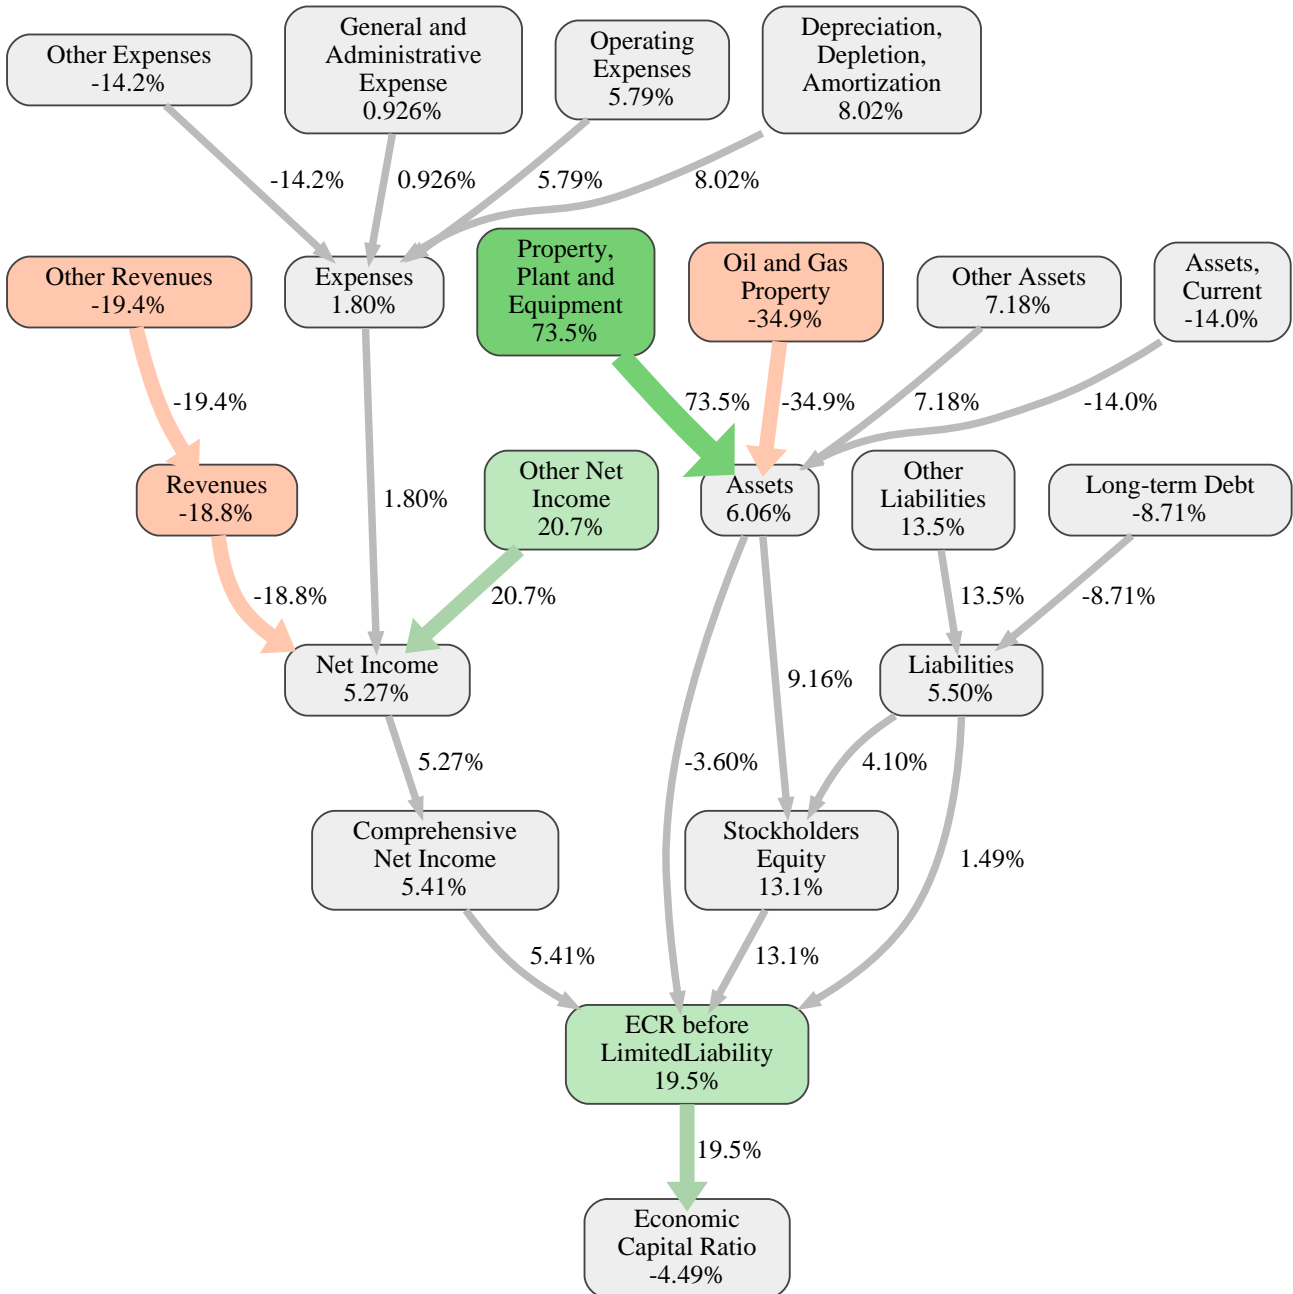 Other Expenses
-14.2%
General and
Administrative
Expense
0.926%
Operating
Expenses
5.79%
Depreciation,
Depletion,
Amortization
8.02%
-14.2%
0.926%
5.79%
8.02%
Other Revenues
-19.4%
Expenses
1.80%
Property,
Plant and
Equipment
73.5%
Oil and Gas
Property
-34.9%
Other Assets
7.18%
Assets,
Current
-14.0%
-19.4%
73.5%
-34.9%
7.18%
-14.0%
Revenues
-18.8%
1.80%
Other Net
Income
20.7%
Assets
6.06%
Other
Liabilities
13.5%
Long-term Debt
-8.71%
-18.8%
20.7%
13.5%
-8.71%
Net Income
5.27%
9.16%
Liabilities
5.50%
5.27%
-3.60%
4.10%
Comprehensive
Net Income
5.41%
Stockholders
Equity
13.1%
1.49%
5.41%
13.1%
ECR before
LimitedLiability
19.5%
19.5%
Economic
Capital Ratio
-4.49%